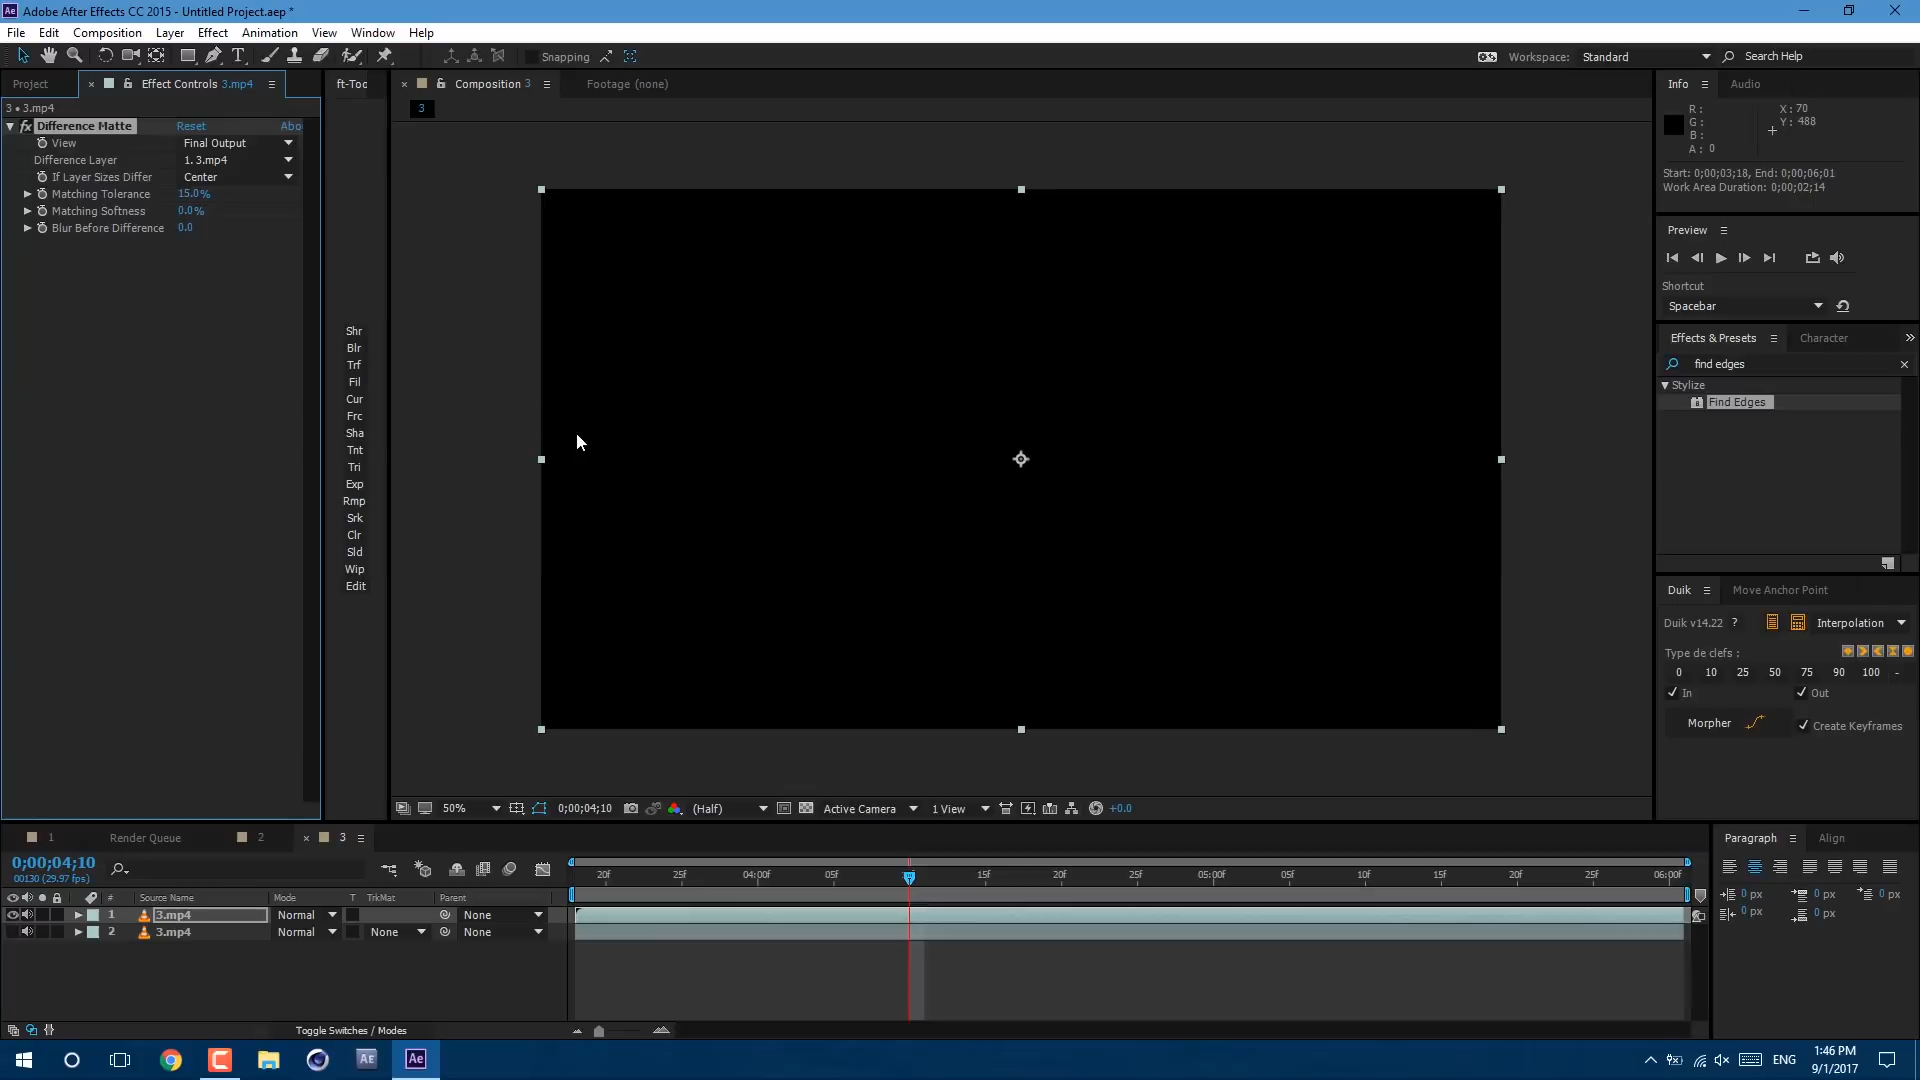 Adobe After Effects CC 2015 - Untitled Project.aep *
File Edit Composition Layer Effect Animation View Window Help
Snapping
Workspace: Standard
Search Help
Project
Effect Controls 3.mp4
3 • 3.mp4
fx Difference Matte Reset Abo
View Final Output
Difference Layer 1. 3.mp4
If Layer Sizes Differ Center
Matching Tolerance 15.0%
Matching Softness 0.0%
Blur Before Difference 0.0
ft-Too
Shr
Blr
Trf
Fil
Cur
Frc
Sha
Tnt
Tri
Exp
Rmp
Srk
Clr
Sld
Wip
Edit
Composition 3
Footage (none)
3
50% 0;00;04;10 (Half) Active Camera 1 View +0.0
Info Audio
R :
G :
B :
A : 0
X : 70
Y : 488
Start: 0;00;03;18, End: 0;00;06;01
Work Area Duration: 0;00;02;14
Preview
Shortcut
Spacebar
Effects & Presets Character
find edges
Stylize
Find Edges
Duik Move Anchor Point
Duik v14.22 ? Interpolation
Type de clefs :
0 10 25 50 75 90 100 -
In Out
Morpher Create Keyframes
1 Render Queue 2 3
0;00;04;10
00130 (29.97 fps)
20f 25f 04:00f 05f 15f 20f 25f 05:00f 05f 10f 15f 20f 25f 06:00f
# Source Name Mode T TrkMat Parent
1 3.mp4 Normal None
2 3.mp4 Normal None None
Toggle Switches / Modes
Paragraph Align
0 px 0 px 0 px
0 px 0 px
ENG
1:46 PM
9/1/2017